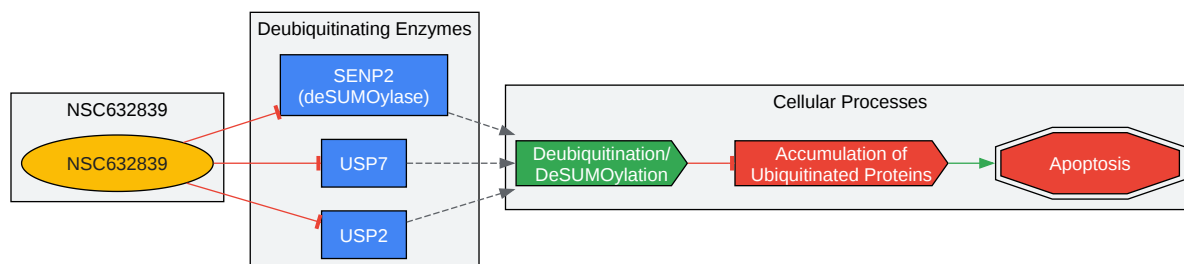 NSC632839
NSC632839
Deubiquitinating Enzymes
SENP2
(deSUMOylase)
USP7
USP2
Cellular Processes
Deubiquitination/
DeSUMOylation
Accumulation of
Ubiquitinated Proteins
Apoptosis